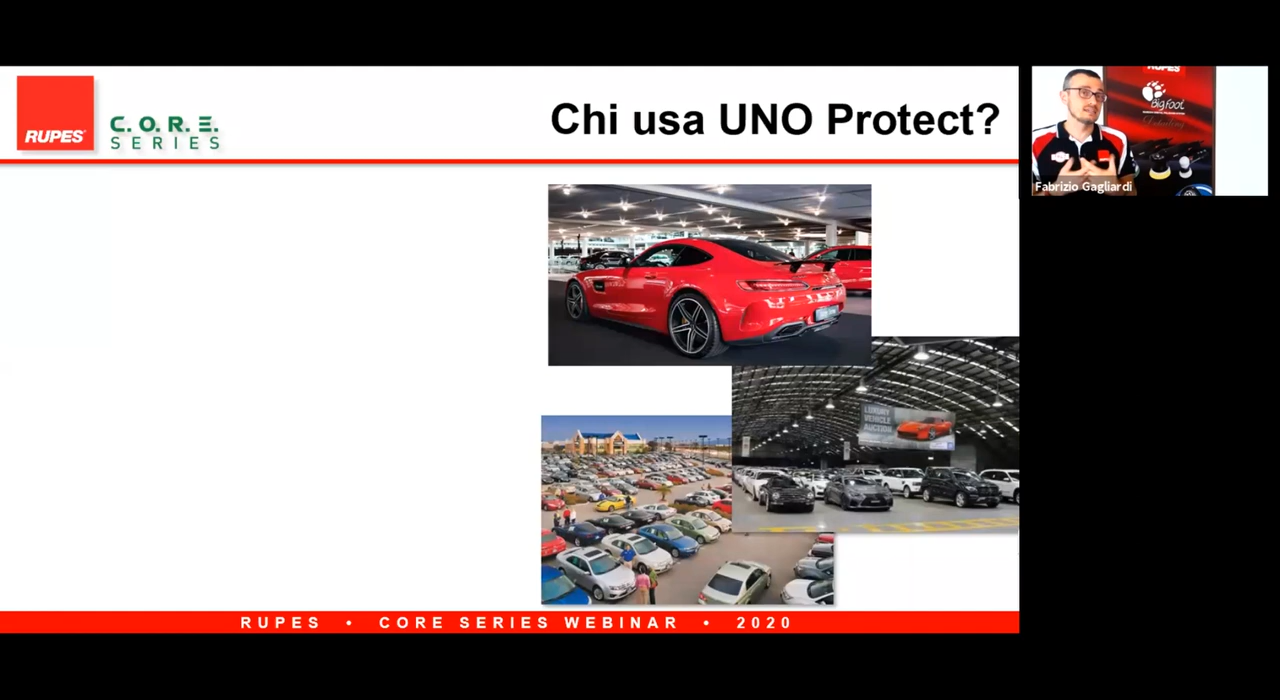 RUPES
C. O. R. E.
SERIES
Chi usa UNO Protect?
LUXURY
VEHICLE
AUCTION
RUPES • CORE SERIES WEBINAR • 2020
RUPES
Bigfoot
Fabrizio Gagliardi